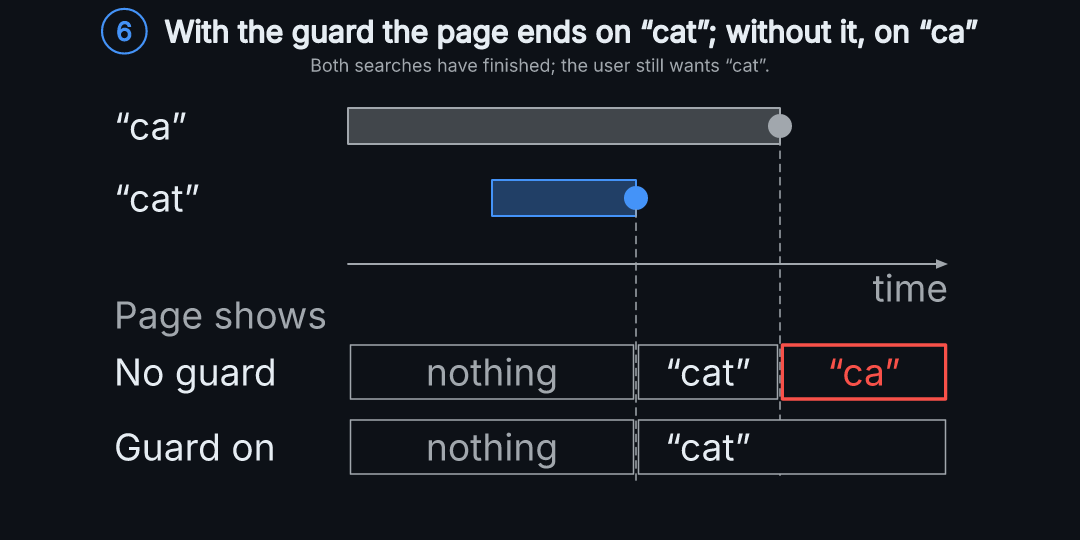 6 With the guard the page ends on “cat”; without it, on “ca”
Both searches have finished; the user still wants “cat”.
“ca”
“cat”
time
Page shows
No guard nothing “cat” “ca”
Guard on nothing “cat”